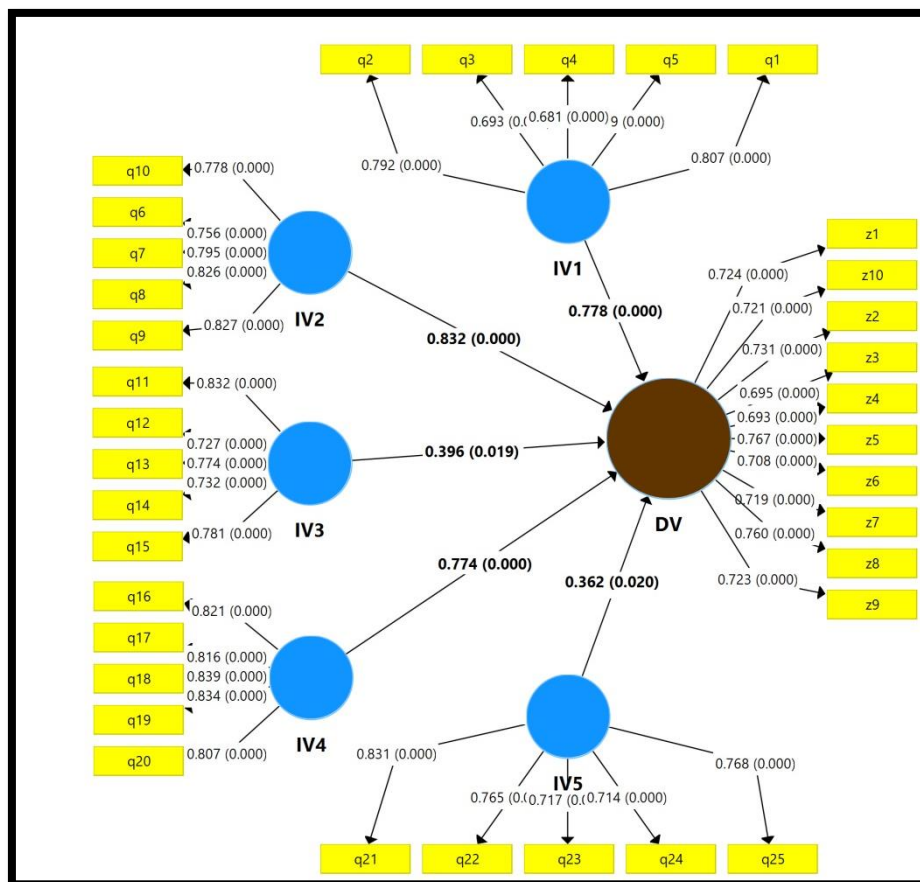 q2
q3
q4
q5
q1
0.792 (0.000)
0.693 (0.0
0.681 (0.000)
9 (0.000)
0.807 (0.000)
IV1
q10
q6
q7
q8
q9
0.778 (0.000)
0.756 (0.000)
0.795 (0.000)
0.826 (0.000)
0.827 (0.000)
IV2
q11
q12
q13
q14
q15
0.832 (0.000)
0.727 (0.000)
0.774 (0.000)
0.732 (0.000)
0.781 (0.000)
IV3
q16
q17
q18
q19
q20
0.821 (0.000)
0.816 (0.000)
0.839 (0.000)
0.834 (0.000)
0.807 (0.000)
IV4
0.778 (0.000)
0.832 (0.000)
0.396 (0.019)
0.774 (0.000)
0.362 (0.020)
DV
0.724 (0.000)
0.721 (0.000)
0.731 (0.000)
0.695 (0.000)
0.693 (0.000)
0.767 (0.000)
0.708 (0.000)
0.719 (0.000)
0.760 (0.000)
0.723 (0.000)
z1
z10
z2
z3
z4
z5
z6
z7
z8
z9
IV5
0.831 (0.000)
0.765 (0.
0.717 (0.
0.714 (0.000)
0.768 (0.000)
q21
q22
q23
q24
q25